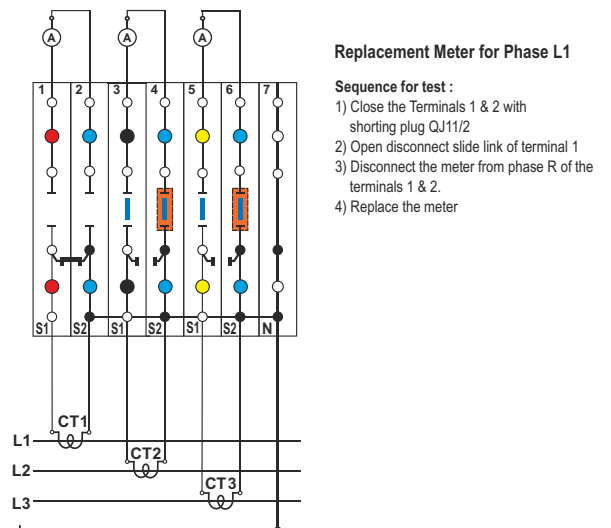 A A A
Replacement Meter for Phase L1
Sequence for test :
1) Close the Terminals 1 & 2 with
shorting plug QJ11/2
2) Open disconnect slide link of terminal 1
3) Disconnect the meter from phase R of the
terminals 1 & 2.
4) Replace the meter
1 2 3 4 5 6 7
S1 S2 S1 S2 S1 S2 N
CT1
L1
CT2
L2
CT3
L3